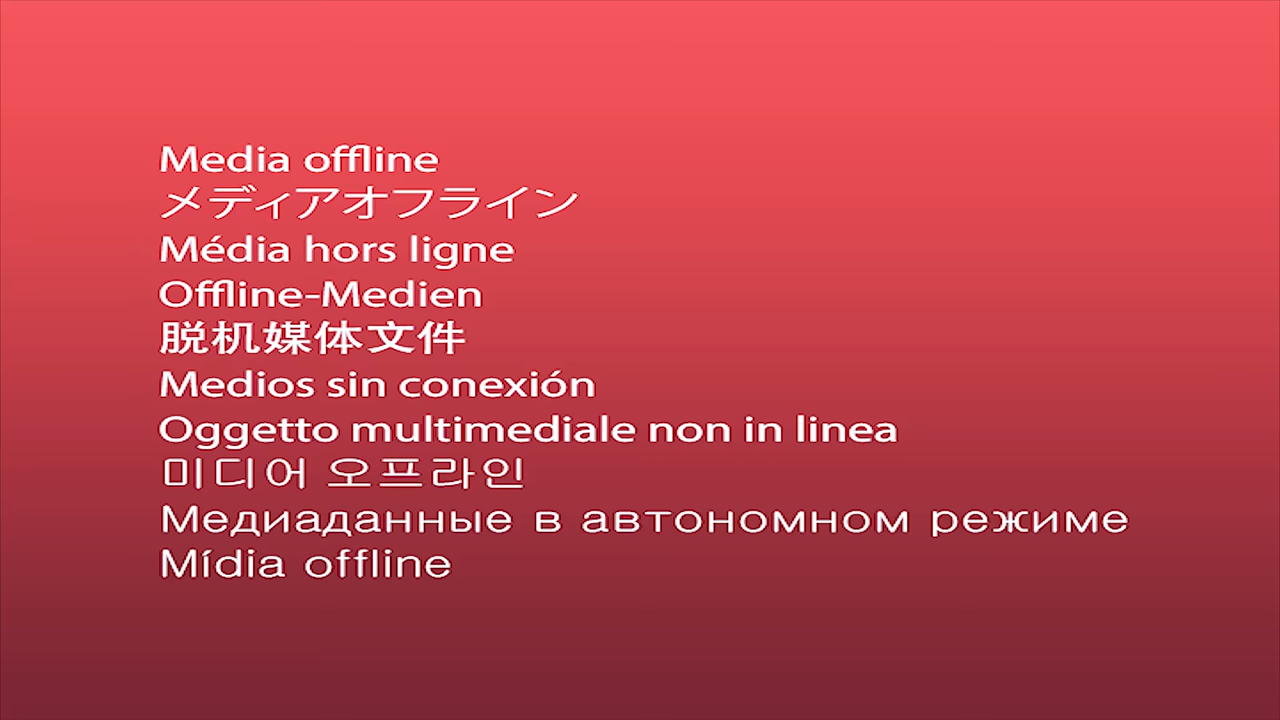 Media offline
メディアオフライン
Média hors ligne
Offline-Medien
脱机媒体文件
Medios sin conexión
Oggetto multimediale non in linea
미디어 오프라인
Медиаданные в автономном режиме
Mídia offline